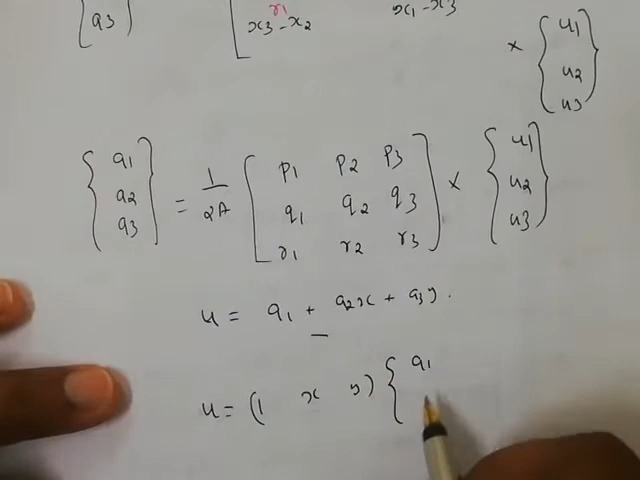 a3 r1 x3-x2 x1-x3
× { u1 u2 u3 }
{ a1 a2 a3 } = 1/2A [ p1 p2 p3
q1 q2 q3
r1 r2 r3 ] × { u1 u2 u3 }
u = a1 + a2x + a3y.
u = (1 x y) { a1